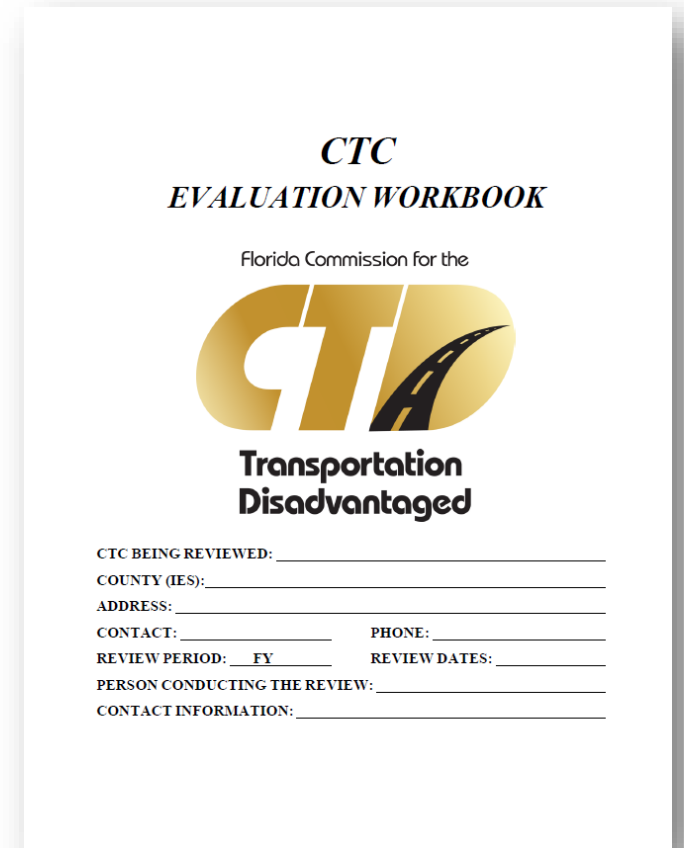 CTC
EVALUATION WORKBOOK
Florida Commission for the
CTD
Transportation
Disadvantaged
CTC BEING REVIEWED:
COUNTY (IES):
ADDRESS:
CONTACT: PHONE:
REVIEW PERIOD: FY REVIEW DATES:
PERSON CONDUCTING THE REVIEW:
CONTACT INFORMATION: